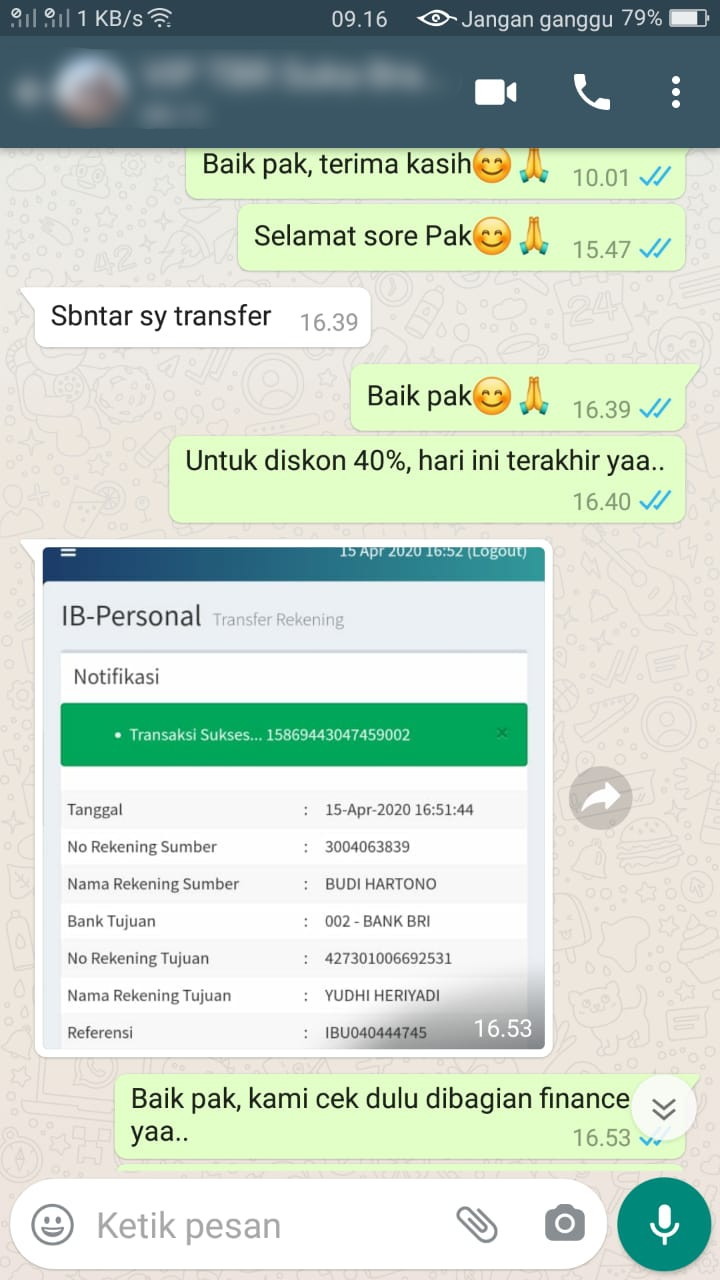 1 KB/s 09.16 Jangan ganggu 79%
Baik pak, terima kasih😊🙏 10.01
Selamat sore Pak😊🙏 15.47
Sbntar sy transfer 16.39
Baik pak😊🙏 16.39
Untuk diskon 40%, hari ini terakhir yaa..
16.40
15 Apr 2020 16:52 (Logout)
IB-Personal Transfer Rekening
Notifikasi
• Transaksi Sukses... 15869443047459002 ×
Tanggal : 15-Apr-2020 16:51:44
No Rekening Sumber : 3004063839
Nama Rekening Sumber : BUDI HARTONO
Bank Tujuan : 002 - BANK BRI
No Rekening Tujuan : 427301006692531
Nama Rekening Tujuan : YUDHI HERIYADI
Referensi : IBU040444745 16.53
Baik pak, kami cek dulu dibagian finance
yaa.. 16.53
Ketik pesan